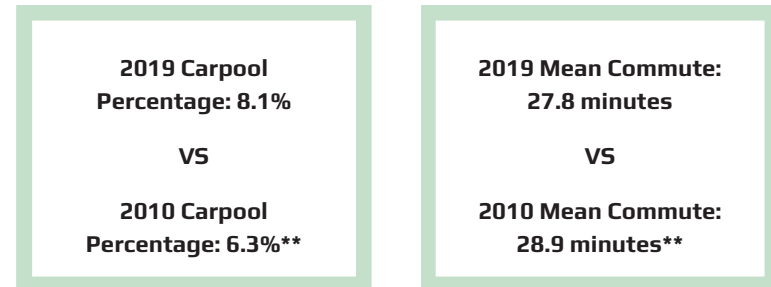 2019 Carpool
Percentage: 8.1%
VS
2010 Carpool
Percentage: 6.3%**
2019 Mean Commute:
27.8 minutes
VS
2010 Mean Commute:
28.9 minutes**